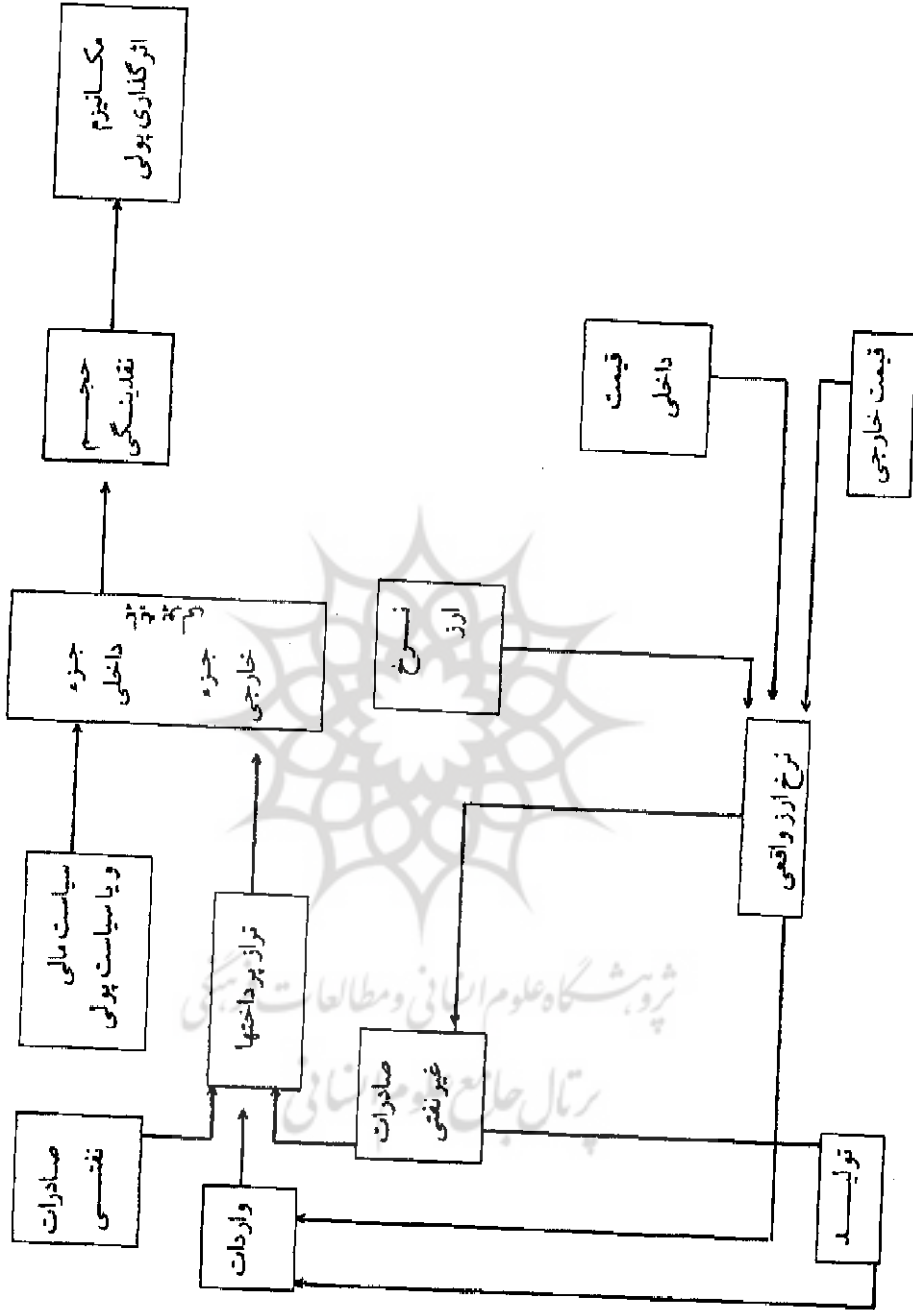 مکانیزم
اثرگذاری پولی
حجم
نقدینگی
قیمت
داخلی
قیمت خارجی
جزء
داخلی
جزء
خارجی
نرخ
ارز
سیاست مالی
و یا سیاست پولی
تراز پرداختها
نرخ ارز واقعی
صادرات
نفتی
صادرات
غیر نفتی
واردات
تولید
پژوهشگاه علوم انسانی و مطالعات فرهنگی
پرتال جامع علوم انسانی